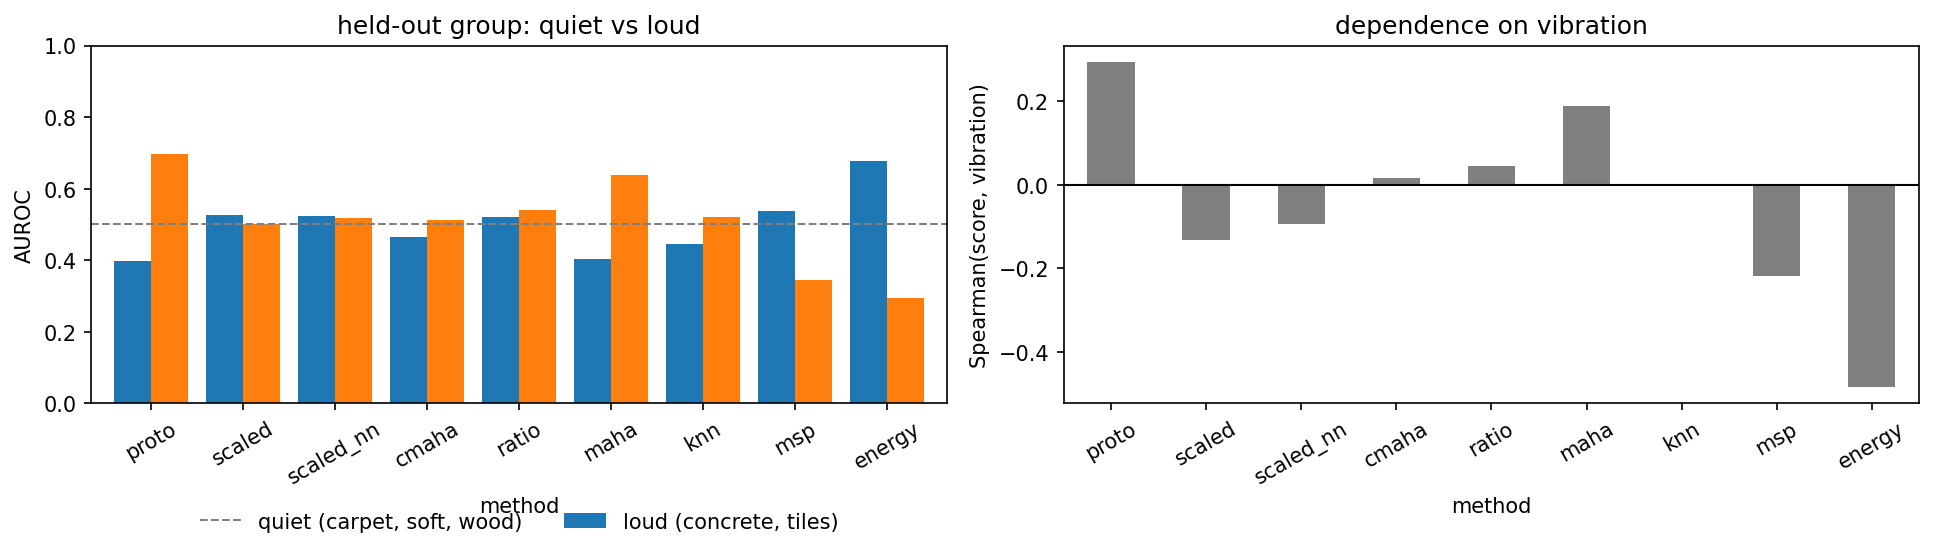 held-out group: quiet vs loud
AUROC
1.0
0.8
0.6
0.4
0.2
0.0
proto
scaled
scaled_nn
cmaha
ratio
maha
knn
msp
energy
method
quiet (carpet, soft, wood)
loud (concrete, tiles)
dependence on vibration
Spearman(score, vibration)
0.2
0.0
−0.2
−0.4
proto
scaled
scaled_nn
cmaha
ratio
maha
knn
msp
energy
method